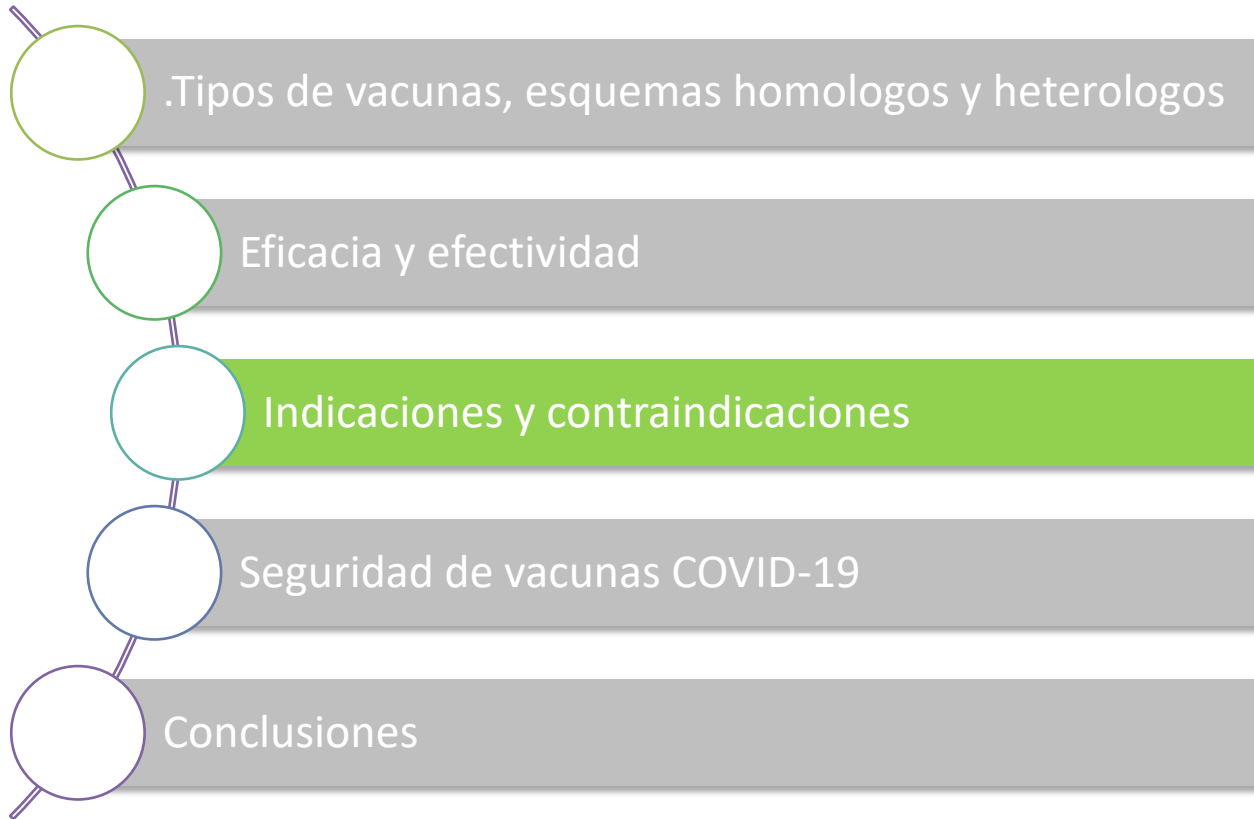 .Tipos de vacunas, esquemas homologos y heterologos
Eficacia y efectividad
Indicaciones y contraindicaciones
Seguridad de vacunas COVID-19
Conclusiones